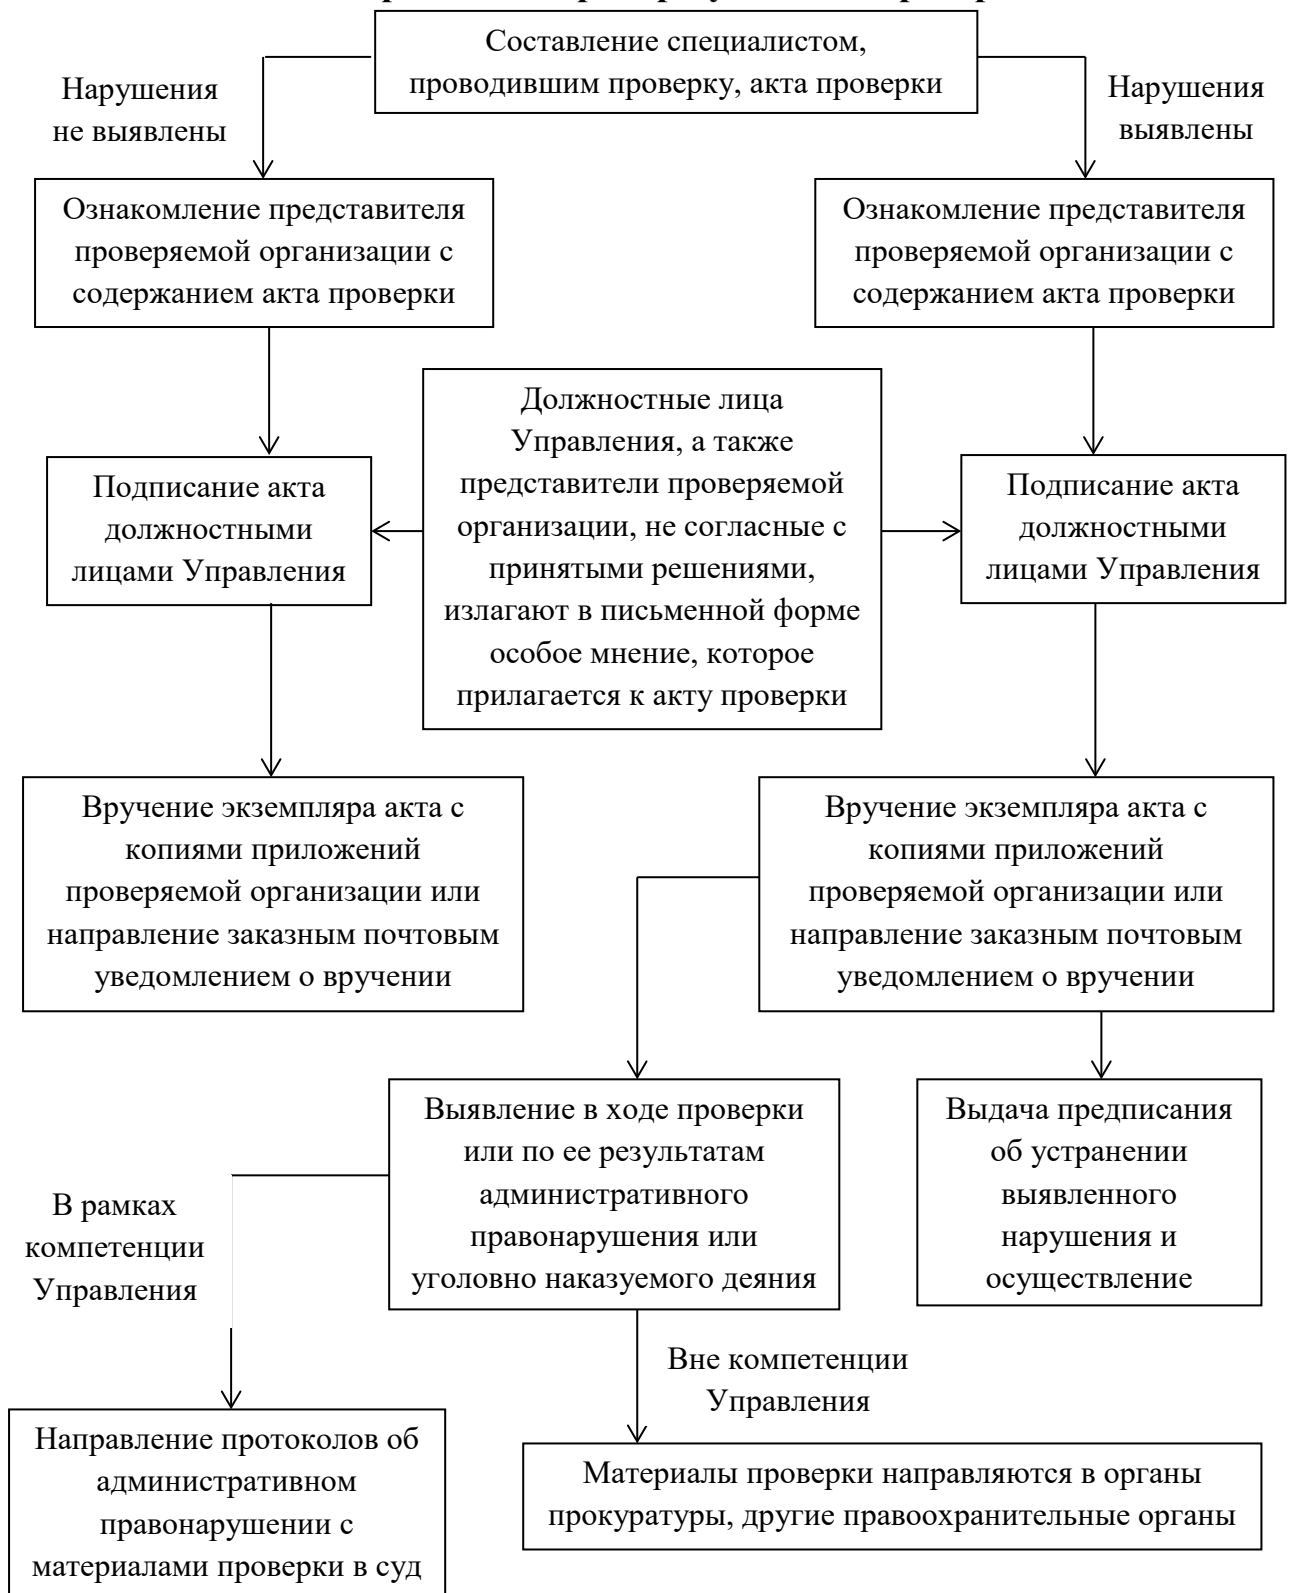 Составление специалистом,
проводившим проверку, акта проверки
Нарушения
не выявлены
Нарушения
выявлены
Ознакомление представителя
проверяемой организации с
содержанием акта проверки
Ознакомление представителя
проверяемой организации с
содержанием акта проверки
Должностные лица
Управления, а также
представители проверяемой
организации, не согласные с
принятыми решениями,
излагают в письменной форме
особое мнение, которое
прилагается к акту проверки
Подписание акта
должностными
лицами Управления
Подписание акта
должностными
лицами Управления
Вручение экземпляра акта с
копиями приложений
проверяемой организации или
направление заказным почтовым
уведомлением о вручении
Вручение экземпляра акта с
копиями приложений
проверяемой организации или
направление заказным почтовым
уведомлением о вручении
Выявление в ходе проверки
или по ее результатам
административного
правонарушения или
уголовно наказуемого деяния
Выдача предписания
об устранении
выявленного
нарушения и
осуществление
В рамках
компетенции
Управления
Вне компетенции
Управления
Направление протоколов об
административном
правонарушении с
материалами проверки в суд
Материалы проверки направляются в органы
прокуратуры, другие правоохранительные органы